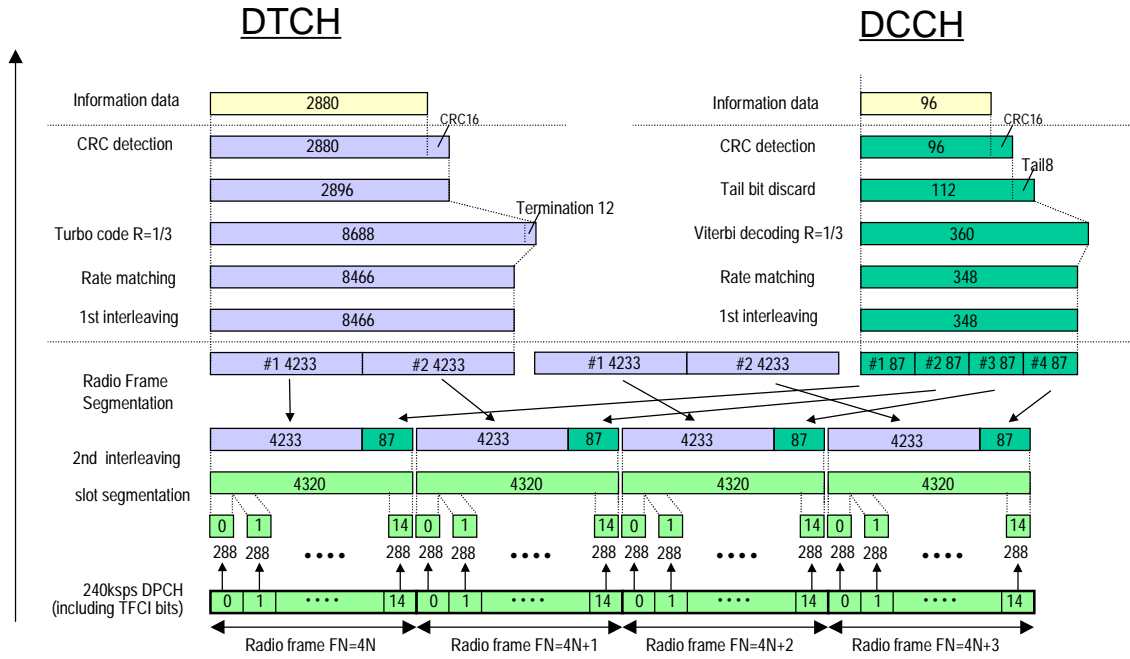 DTCH DCCH
Information data 2880 Information data 96
CRC16 CRC16
CRC detection 2880 CRC detection 96
Tail8
2896 Tail bit discard 112
Termination 12
Turbo code R=1/3 8688 Viterbi decoding R=1/3 360
Rate matching 8466 Rate matching 348
1st interleaving 8466 1st interleaving 348
#1 4233 #2 4233 #1 4233 #2 4233 #1 87 #2 87 #3 87 #4 87
Radio Frame
Segmentation
4233 87 4233 87 4233 87 4233 87
2nd interleaving
slot segmentation 4320 4320 4320 4320
0 1 14 0 1 14 0 1 14 0 1 14
288 288 •••• 288 288 288 •••• 288 288 288 •••• 288 288 288 •••• 288
240ksps DPCH
(including TFCI bits) 0 1 •••• 14 0 1 •••• 14 0 1 •••• 14 0 1 •••• 14
Radio frame FN=4N Radio frame FN=4N+1 Radio frame FN=4N+2 Radio frame FN=4N+3